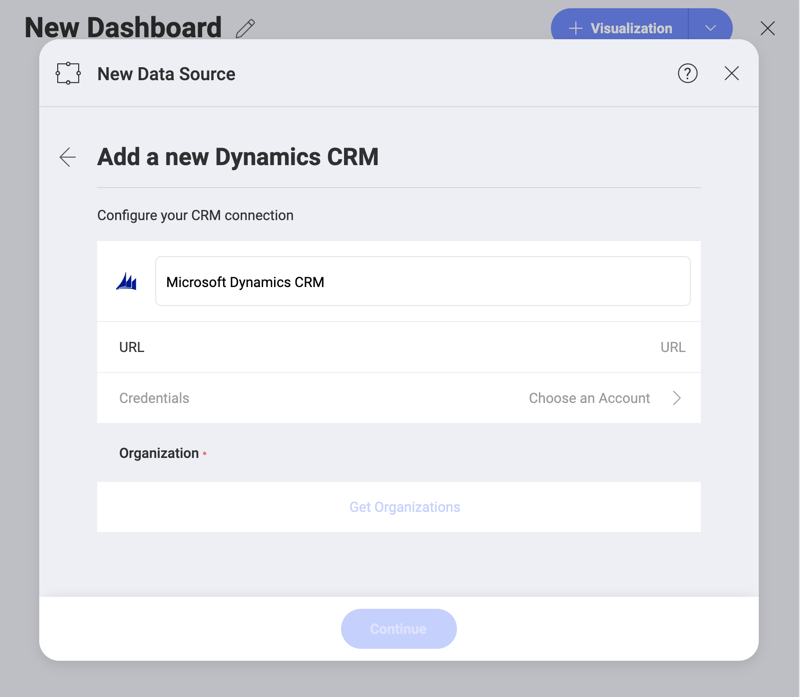 New Dashboard
Visualization
New Data Source
?
Add a new Dynamics CRM
Configure your CRM connection
Microsoft Dynamics CRM
URL URL
Credentials Choose an Account
Organization •
Get Organizations
Continue